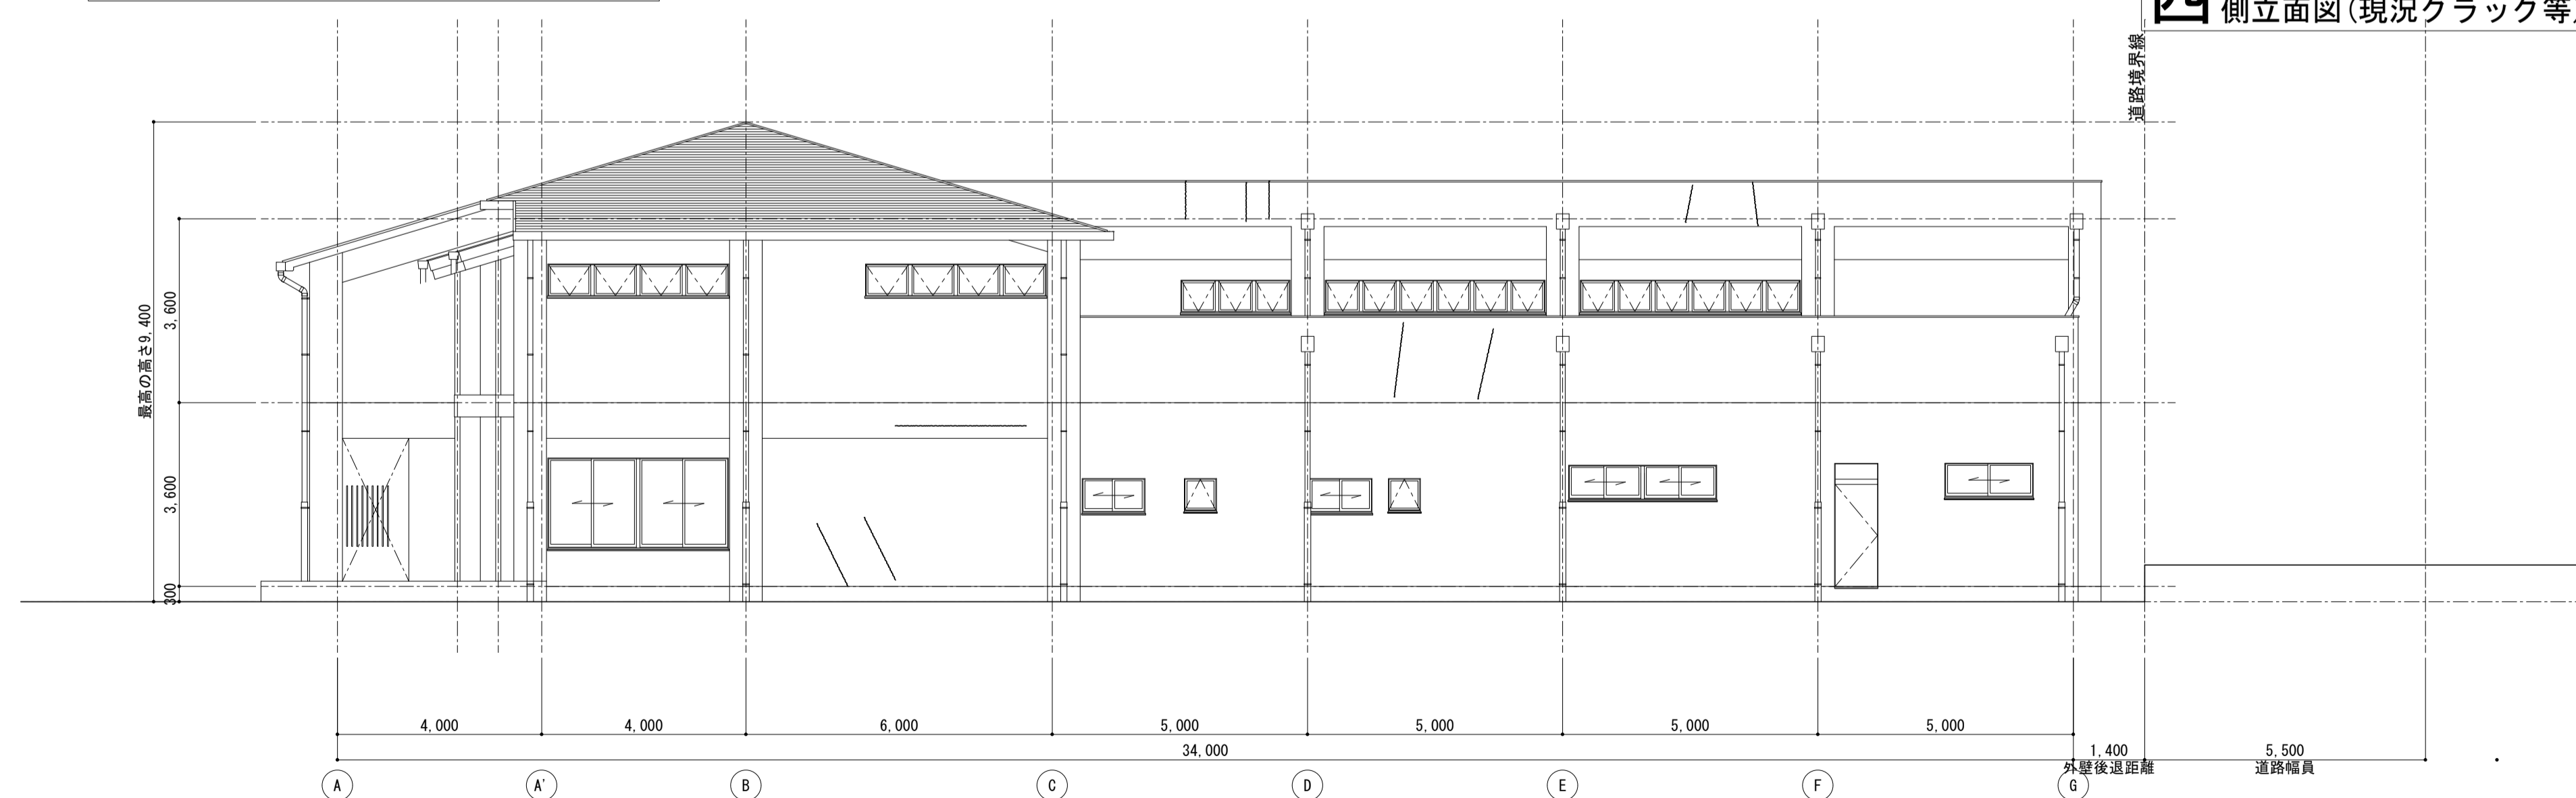 西 側立面図(現況クラック等)
道路境界線
最高の高さ9,400
3,600
3,600
300
4,000 4,000 6,000 5,000 5,000 5,000 5,000
34,000 1,400 5,500
外壁後退距離 道路幅員
A A' B C D E F G